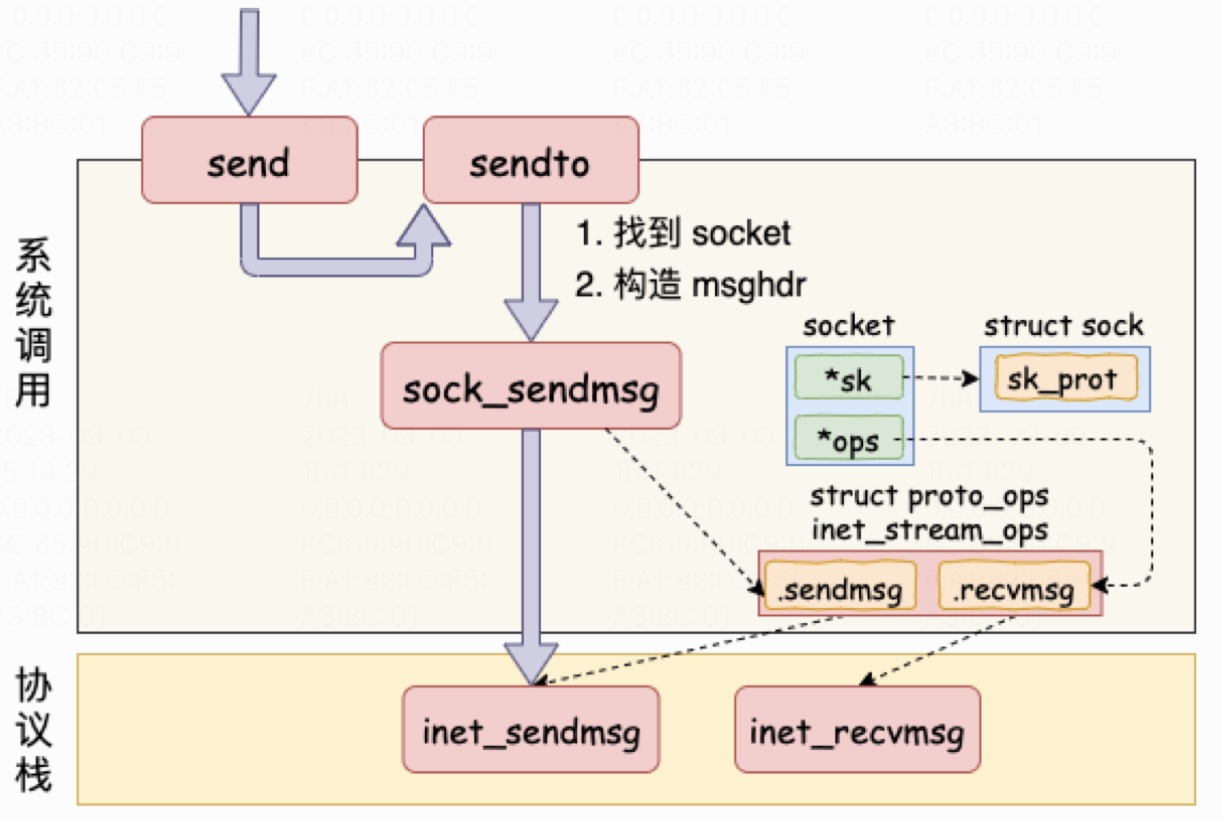 send
sendto
系统调用
1. 找到 socket
2. 构造 msghdr
socket
struct sock
sock_sendmsg
*sk
sk_prot
*ops
struct proto_ops
inet_stream_ops
.sendmsg
.recvmsg
协议栈
inet_sendmsg
inet_recvmsg